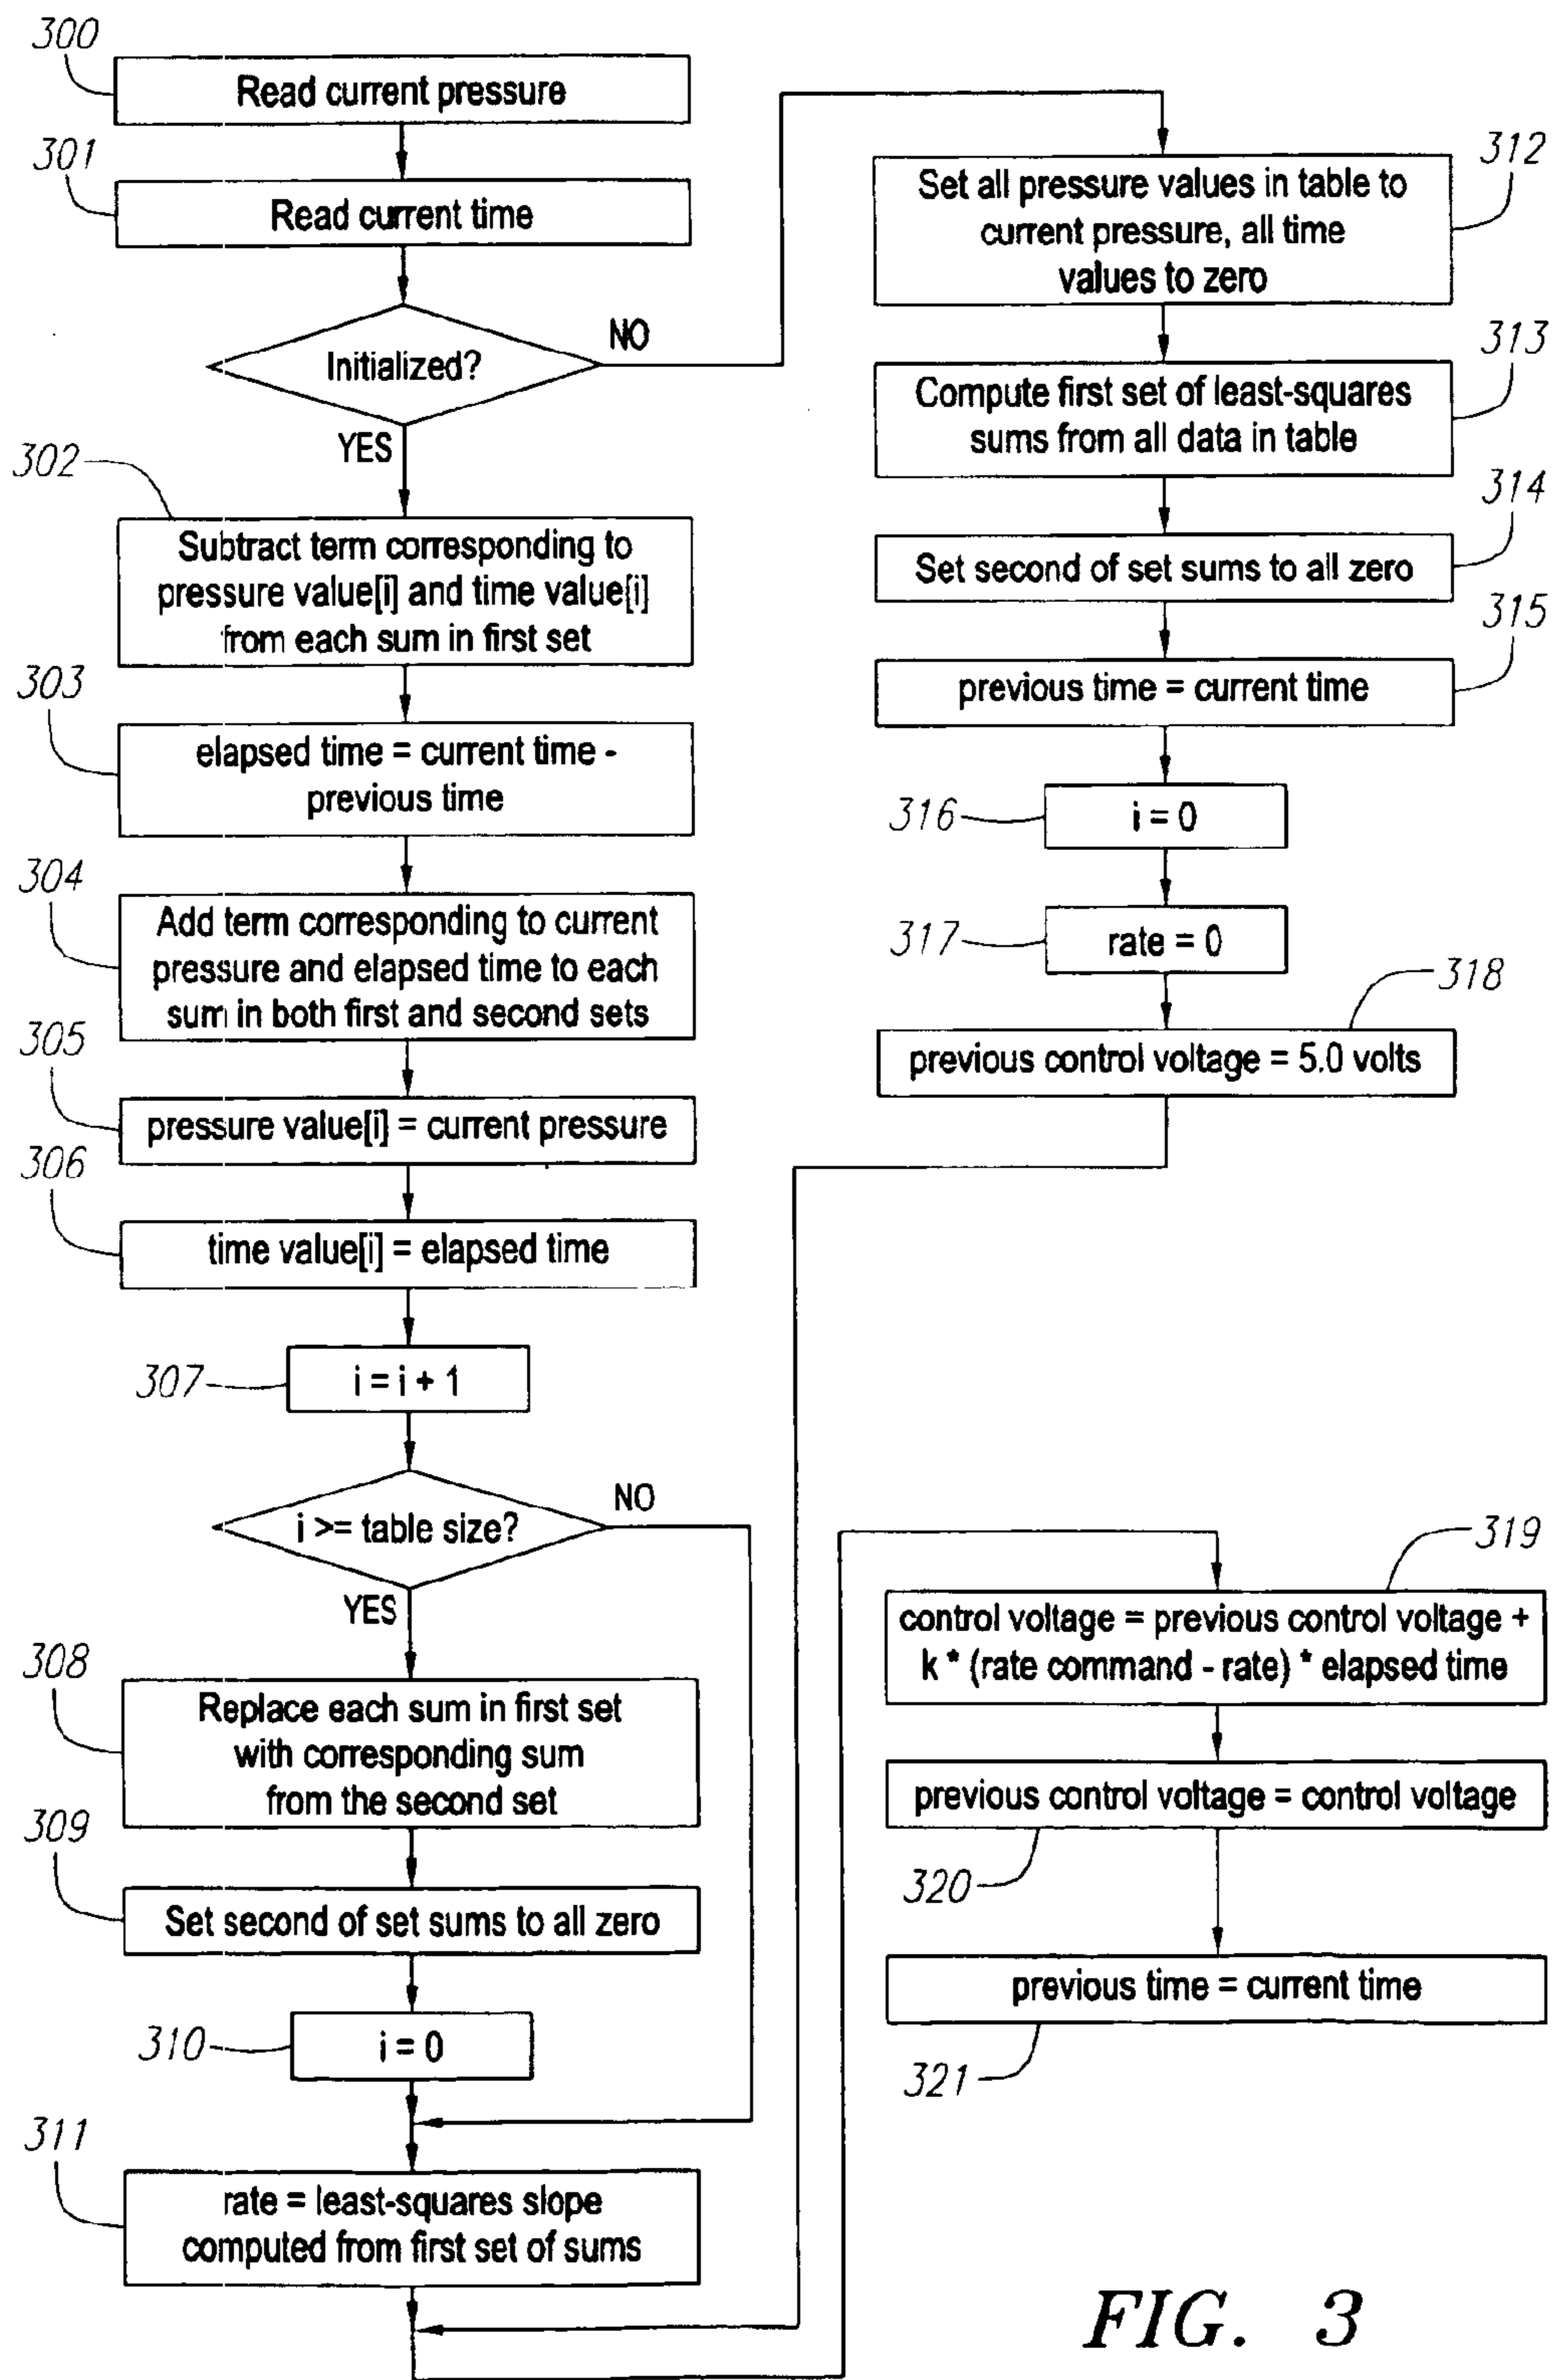 300
Read current pressure
301
Read current time
Initialized?
NO
YES
302
Subtract term corresponding to
pressure value[i] and time value[i]
from each sum in first set
303
elapsed time = current time -
previous time
304
Add term corresponding to current
pressure and elapsed time to each
sum in both first and second sets
305
pressure value[i] = current pressure
306
time value[i] = elapsed time
307
i = i + 1
i >= table size?
NO
YES
308
Replace each sum in first set
with corresponding sum
from the second set
309
Set second of set sums to all zero
310
i = 0
311
rate = least-squares slope
computed from first set of sums
312
Set all pressure values in table to
current pressure, all time
values to zero
313
Compute first set of least-squares
sums from all data in table
314
Set second of set sums to all zero
315
previous time = current time
316
i = 0
317
rate = 0
318
previous control voltage = 5.0 volts
319
control voltage = previous control voltage +
k * (rate command - rate) * elapsed time
previous control voltage = control voltage
320
previous time = current time
321
FIG. 3